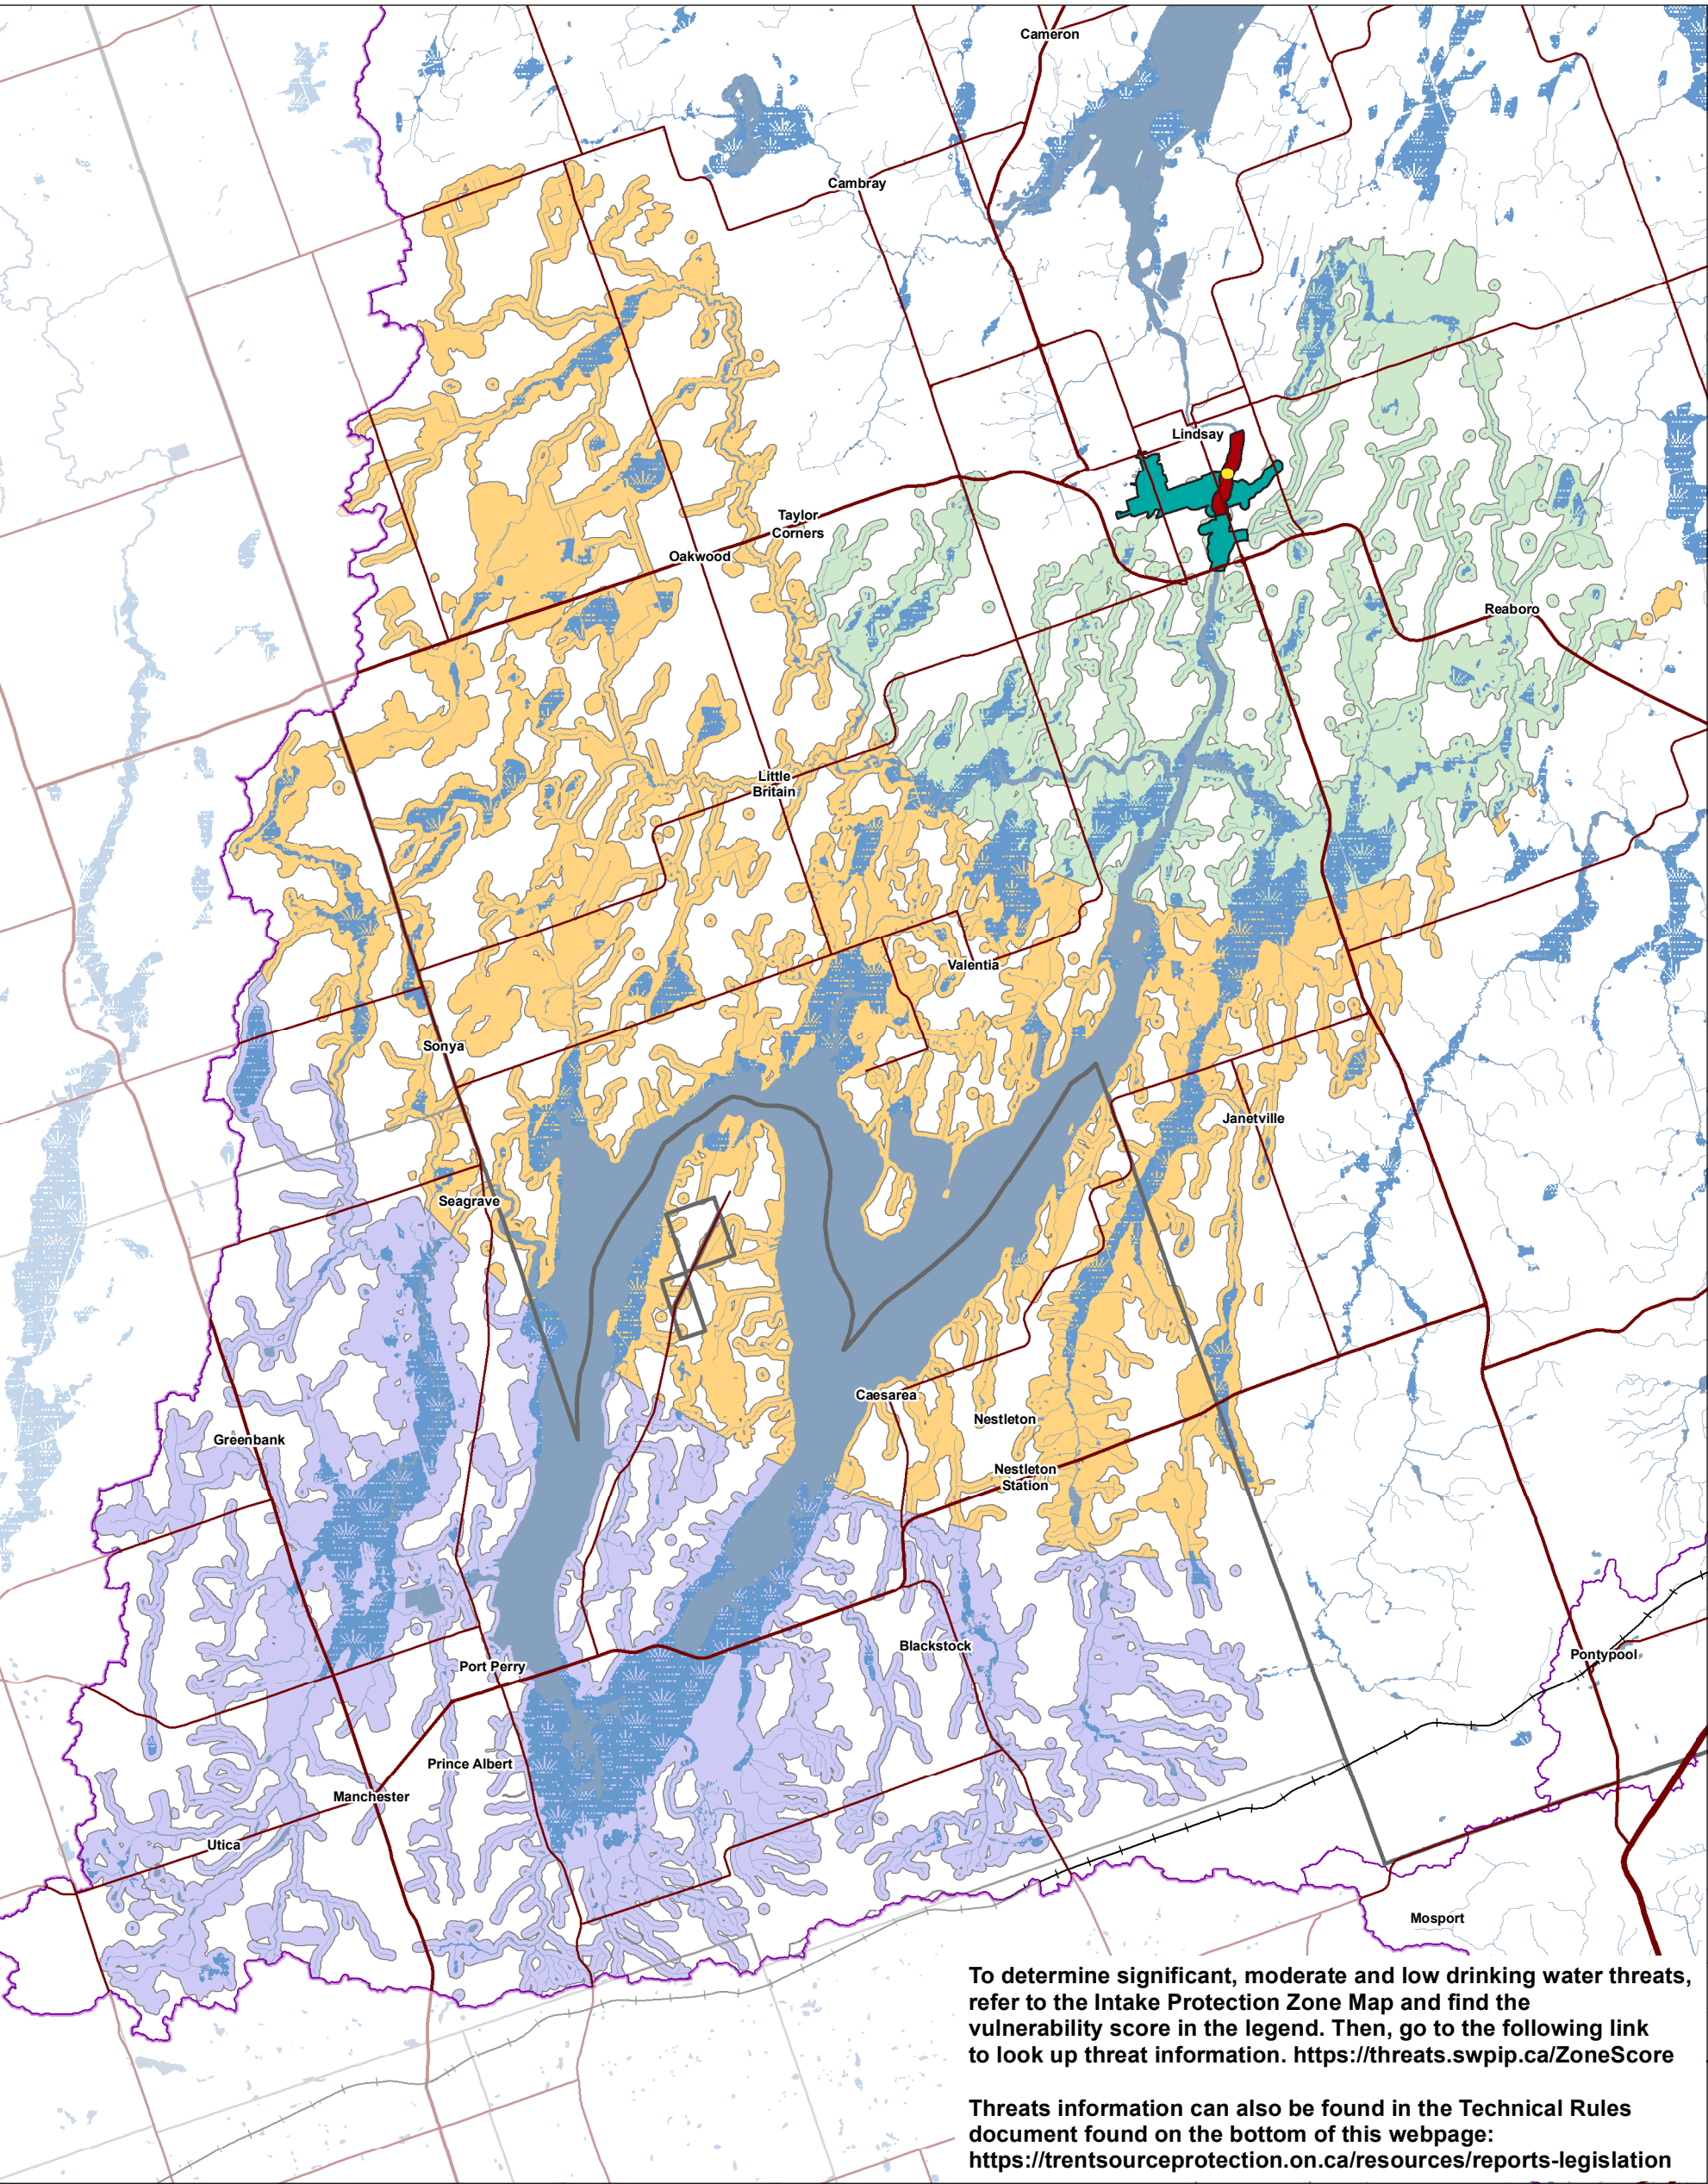 Cameron
Cambray
Lindsay
Taylor
Corners
Oakwood
Reaboro
Little
Britain
Valentia
Sonya
Janetville
Seagrave
Caesarea
Nestleton
Greenbank
Nestleton
Station
Blackstock
Pontypool
Port Perry
Prince Albert
Manchester
Utica
Mosport
To determine significant, moderate and low drinking water threats,
refer to the Intake Protection Zone Map and find the
vulnerability score in the legend. Then, go to the following link
to look up threat information. https://threats.swpip.ca/ZoneScore
Threats information can also be found in the Technical Rules
document found on the bottom of this webpage:
https://trentsourceprotection.on.ca/resources/reports-legislation